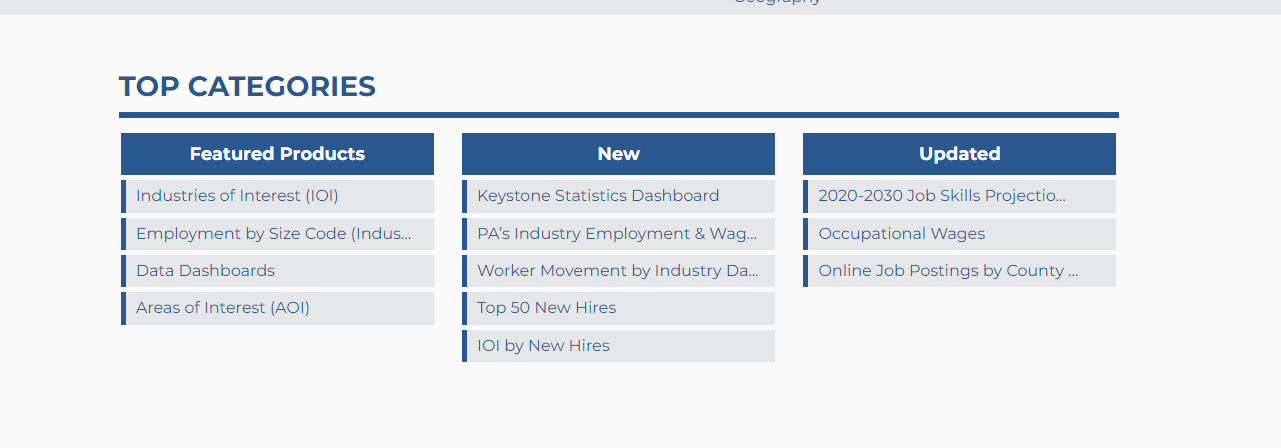 Geography
TOP CATEGORIES
Featured Products
Industries of Interest (IOI)
Employment by Size Code (Indus...
Data Dashboards
Areas of Interest (AOI)
New
Keystone Statistics Dashboard
PA’s Industry Employment & Wag...
Worker Movement by Industry Da...
Top 50 New Hires
IOI by New Hires
Updated
2020-2030 Job Skills Projectio...
Occupational Wages
Online Job Postings by County ...